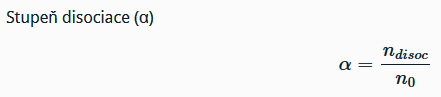 Stupeň disociace (α)
α = n_disoc / n_0